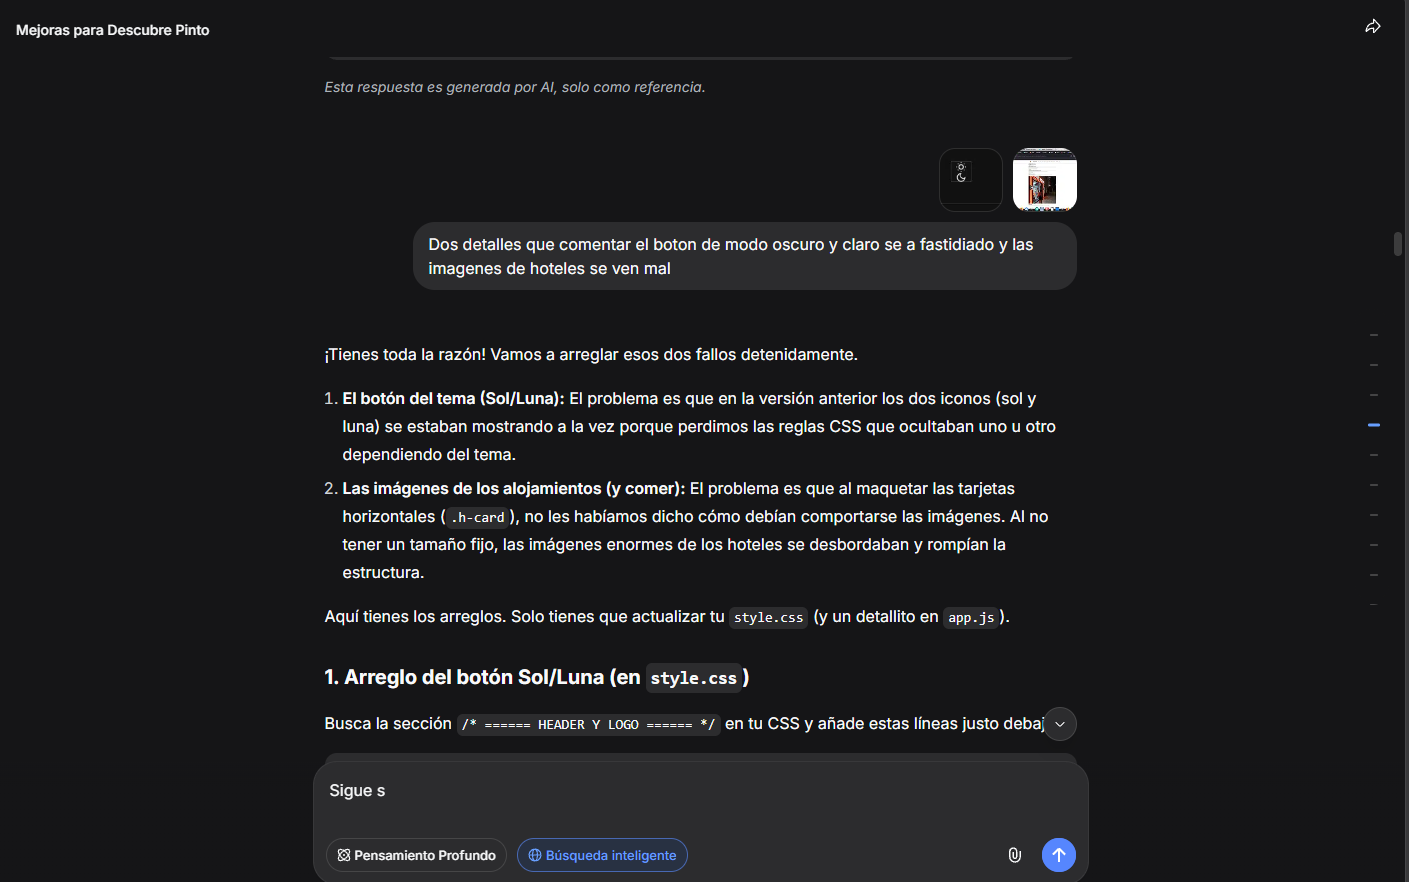 Mejoras para Descubre Pinto
Esta respuesta es generada por AI, solo como referencia.
Dos detalles que comentar el boton de modo oscuro y claro se a fastidiado y las
imagenes de hoteles se ven mal
¡Tienes toda la razón! Vamos a arreglar esos dos fallos detenidamente.
1. El botón del tema (Sol/Luna): El problema es que en la versión anterior los dos iconos (sol y
luna) se estaban mostrando a la vez porque perdimos las reglas CSS que ocultaban uno u otro
dependiendo del tema.
2. Las imágenes de los alojamientos (y comer): El problema es que al maquetar las tarjetas
horizontales (.h-card), no les habíamos dicho cómo debían comportarse las imágenes. Al no
tener un tamaño fijo, las imágenes enormes de los hoteles se desbordaban y rompían la
estructura.
Aquí tienes los arreglos. Solo tienes que actualizar tu style.css (y un detallito en app.js).
1. Arreglo del botón Sol/Luna (en style.css)
Busca la sección /* ====== HEADER Y LOGO ====== */ en tu CSS y añade estas líneas justo debaj
Sigue s
Pensamiento Profundo
Búsqueda inteligente